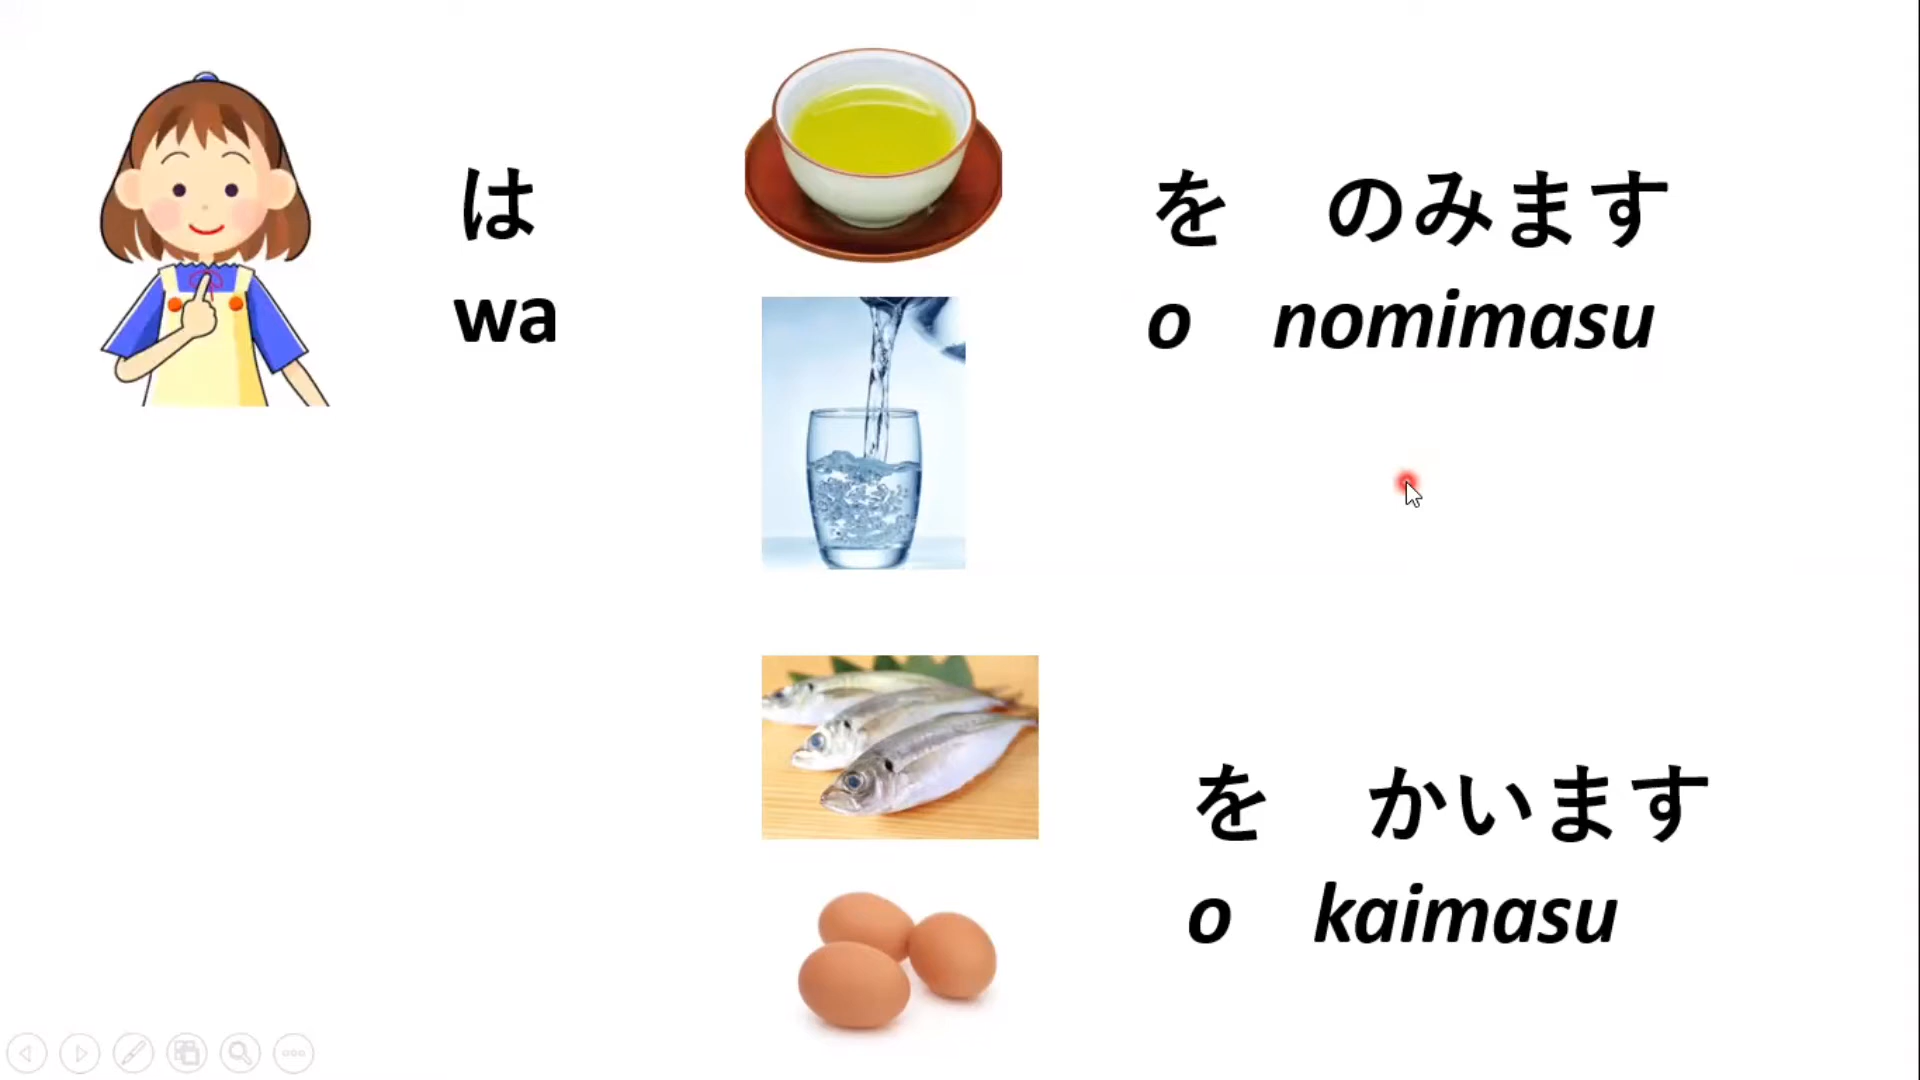 は
wa
を のみます
o nomimasu
を かいます
o kaimasu